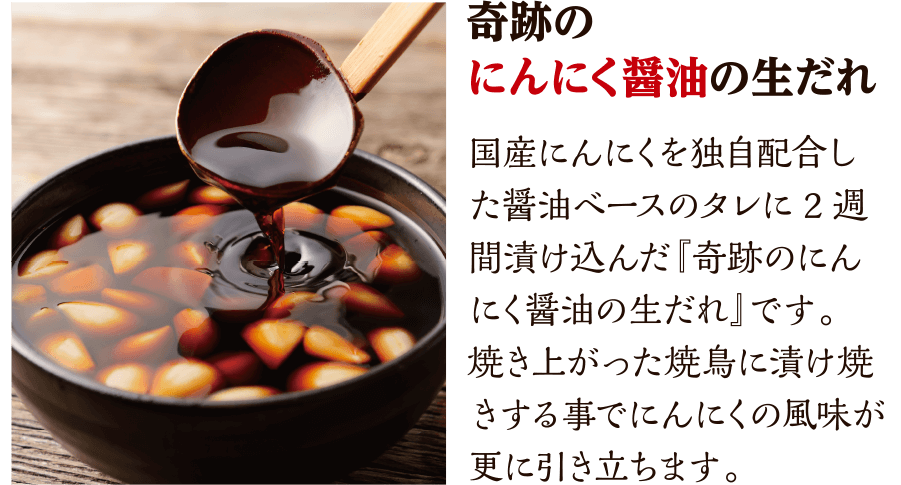 奇跡の
にんにく醤油の生だれ
国産にんにくを独自配合し
た醤油ベースのタレに2週
間漬け込んだ『奇跡のにん
にく醤油の生だれ』です。
焼き上がった焼鳥に漬け焼
きする事でにんにくの風味が
更に引き立ちます。